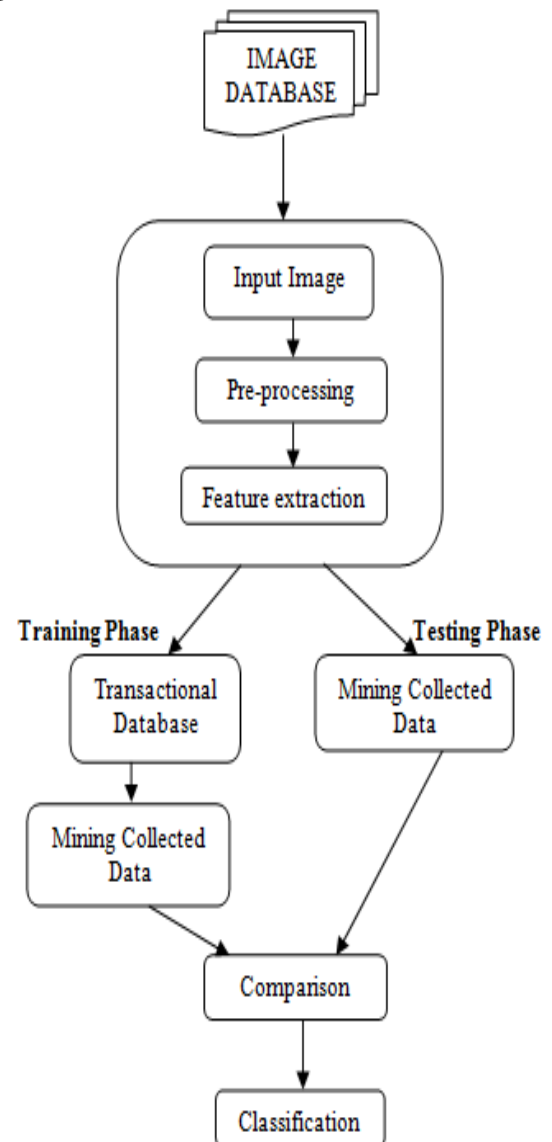 IMAGE
DATABASE
Input Image
Pre-processing
Feature extraction
Training Phase
Testing Phase
Transactional
Database
Mining Collected
Data
Mining Collected
Data
Comparison
Classification